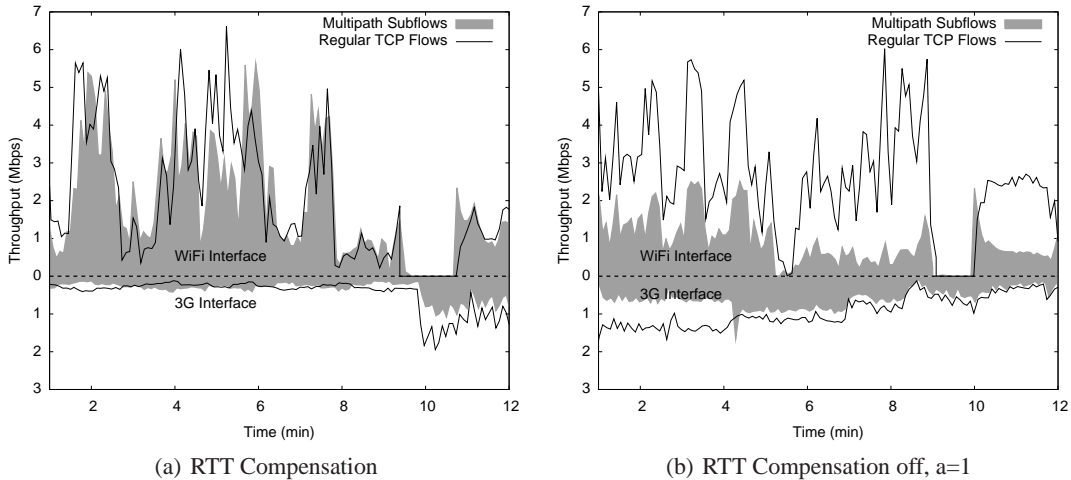 7
6
5
4
3
2
1
0
1
2
3
Throughput (Mbps)
Multipath Subflows
Regular TCP Flows
WiFi Interface
3G Interface
2 4 6 8 10 12
Time (min)
(a) RTT Compensation
7
6
5
4
3
2
1
0
1
2
3
Throughput (Mbps)
Multipath Subflows
Regular TCP Flows
WiFi Interface
3G Interface
2 4 6 8 10 12
Time (min)
(b) RTT Compensation off, a=1